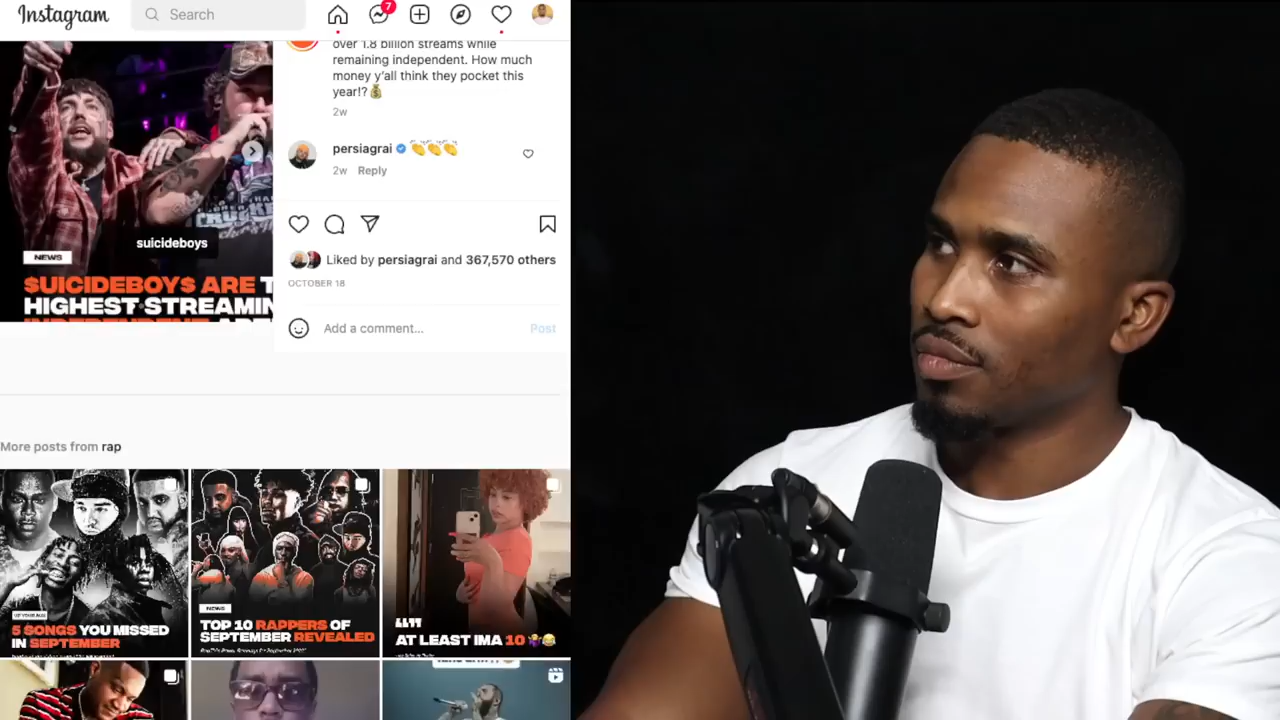 Instagram
Search
7
over 1.8 billion streams while
remaining independent. How much
money y'all think they pocket this
year!?💰
2w
persiagrai 👏👏👏
2w Reply
suicideboys
NEWS
$UICIDEBOY$ ARE T
HIGHEST STREAMIN
Liked by persiagrai and 367,570 others
OCTOBER 18
Add a comment...
Post
More posts from rap
5 SONGS YOU MISSED
IN SEPTEMBER
NEWS
TOP 10 RAPPERS OF
SEPTEMBER REVEALED
AT LEAST IMA 10 🤷‍♀️😂